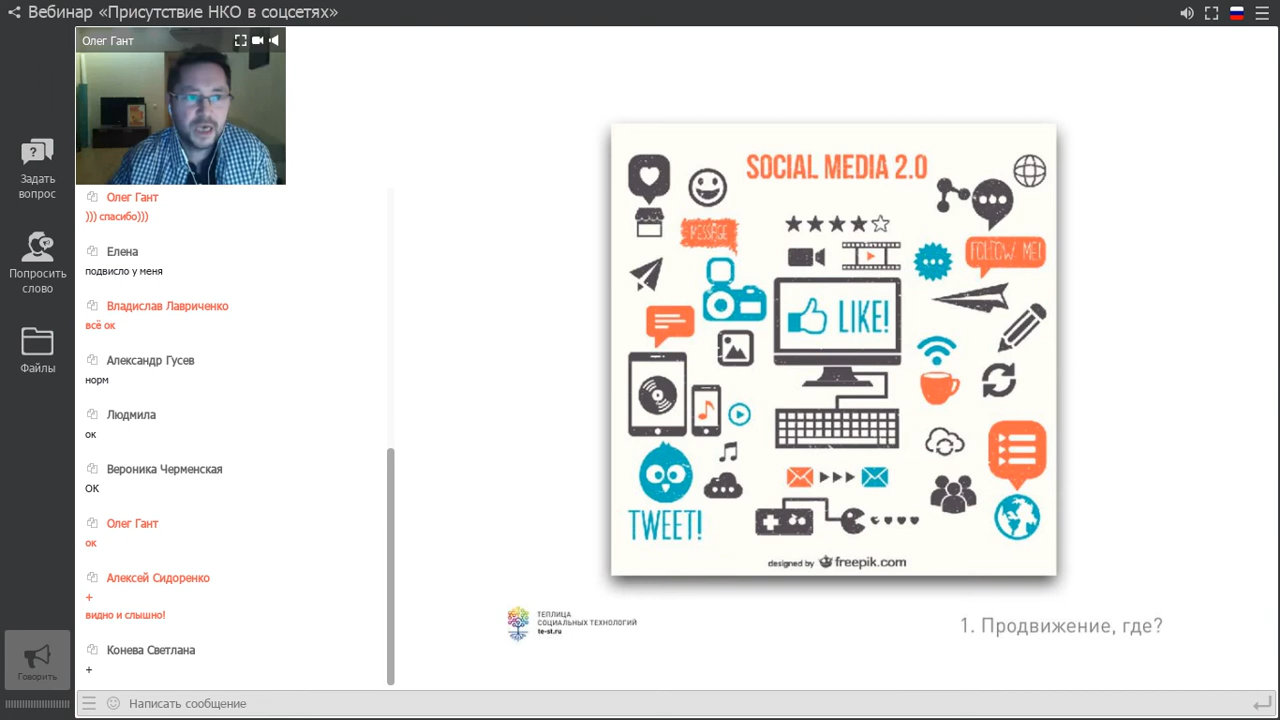 Вебинар «Присутствие НКО в соцсетях»
Олег Гант
Задать
вопрос
Попросить
слово
Файлы
Говорить
Олег Гант
))) спасибо)))
Елена
подвисло у меня
Владислав Лавриченко
всё ок
Александр Гусев
норм
Людмила
ок
Вероника Черменская
ОК
Олег Гант
ок
Алексей Сидоренко
+
видно и слышно!
Конева Светлана
+
Написать сообщение
SOCIAL MEDIA 2.0
MESSAGE
FOLLOW ME!
LIKE!
TWEET!
designed by freepik.com
ТЕПЛИЦА
СОЦИАЛЬНЫХ ТЕХНОЛОГИЙ
te-st.ru
1. Продвижение, где?